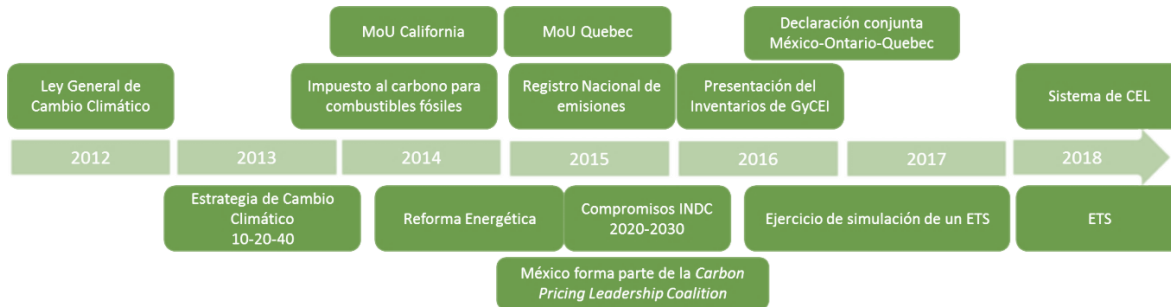 MoU California
MoU Quebec
Declaración conjunta
México-Ontario-Quebec
Ley General de
Cambio Climático
Impuesto al carbono para
combustibles fósiles
Registro Nacional de
emisiones
Presentación del
Inventarios de GyCEI
Sistema de CEL
2012
2013
2014
2015
2016
2017
2018
Estrategia de Cambio
Climático
10-20-40
Reforma Energética
Compromisos INDC
2020-2030
Ejercicio de simulación de un ETS
ETS
México forma parte de la Carbon
Pricing Leadership Coalition